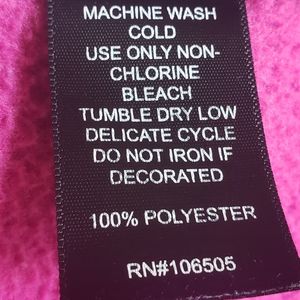 MACHINE WASH
COLD
USE ONLY NON-
CHLORINE
BLEACH
TUMBLE DRY LOW
DELICATE CYCLE
DO NOT IRON IF
DECORATED
100% POLYESTER
RN#106505